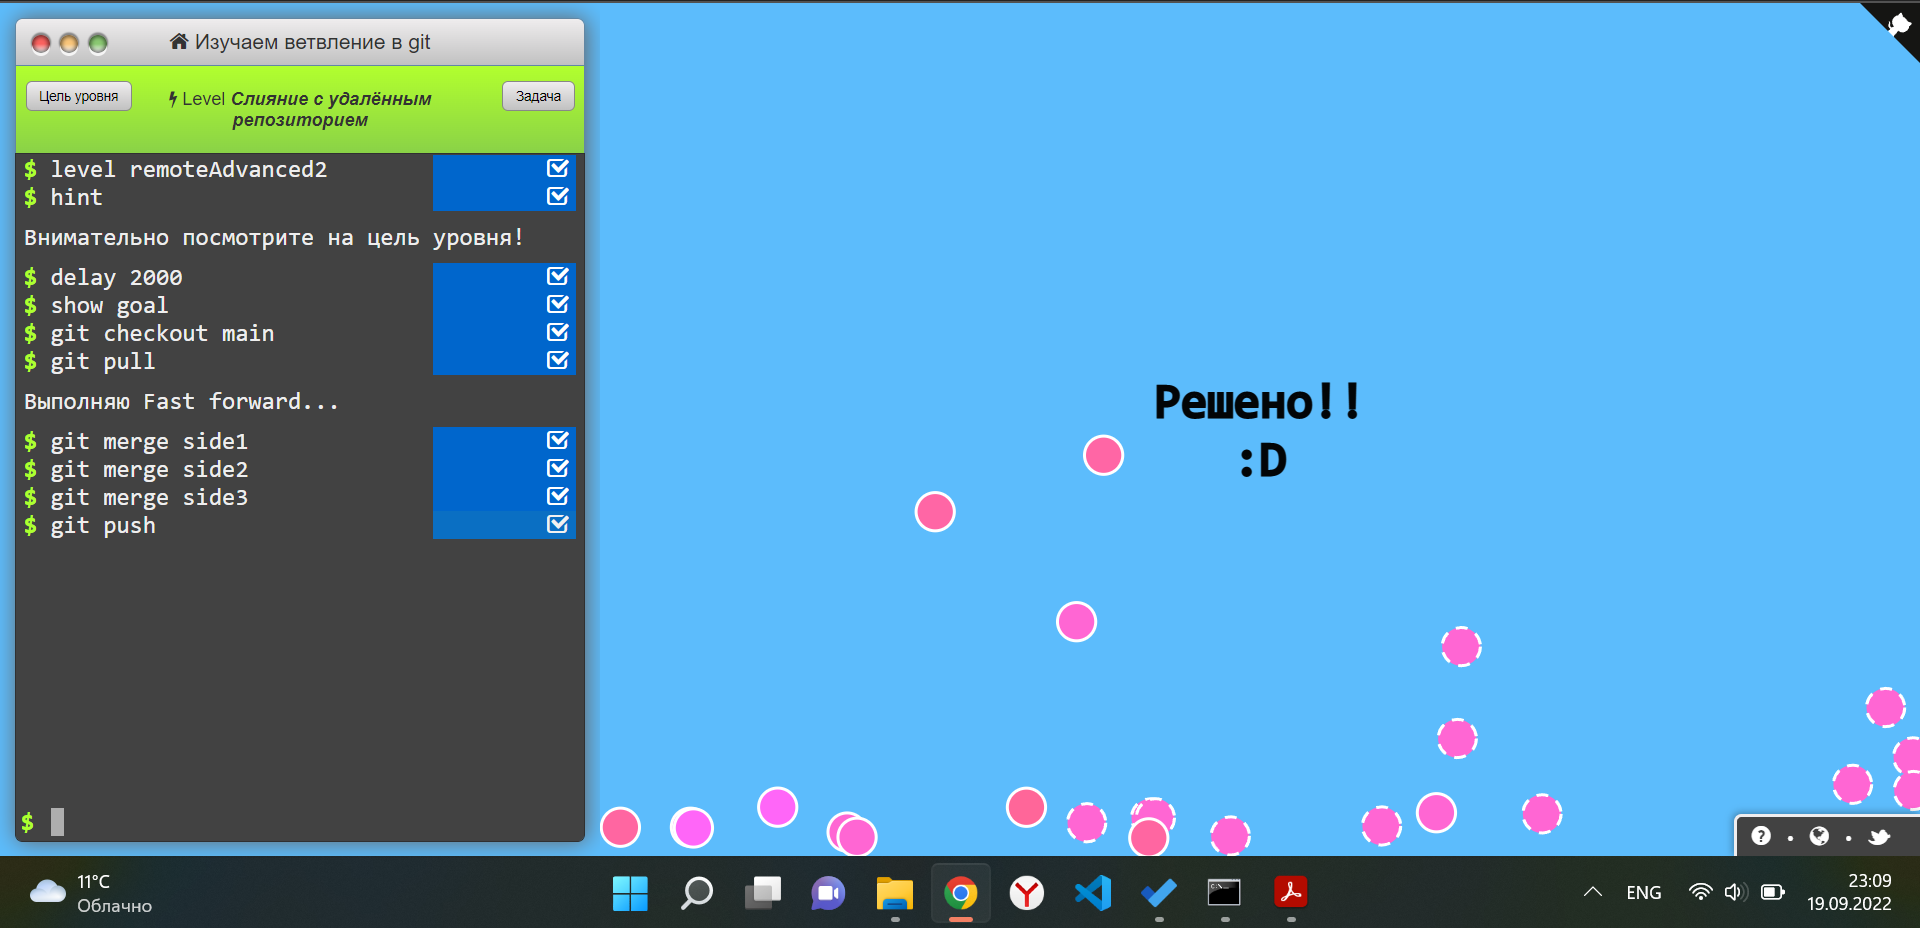 Изучаем ветвление в git
Цель уровня
Level Слияние с удалённым
репозиторием
Задача
$ level remoteAdvanced2
$ hint
Внимательно посмотрите на цель уровня!
$ delay 2000
$ show goal
$ git checkout main
$ git pull
Выполняю Fast forward...
$ git merge side1
$ git merge side2
$ git merge side3
$ git push
$
Решено!!
:D
11°C
Облачно
ENG
23:09
19.09.2022